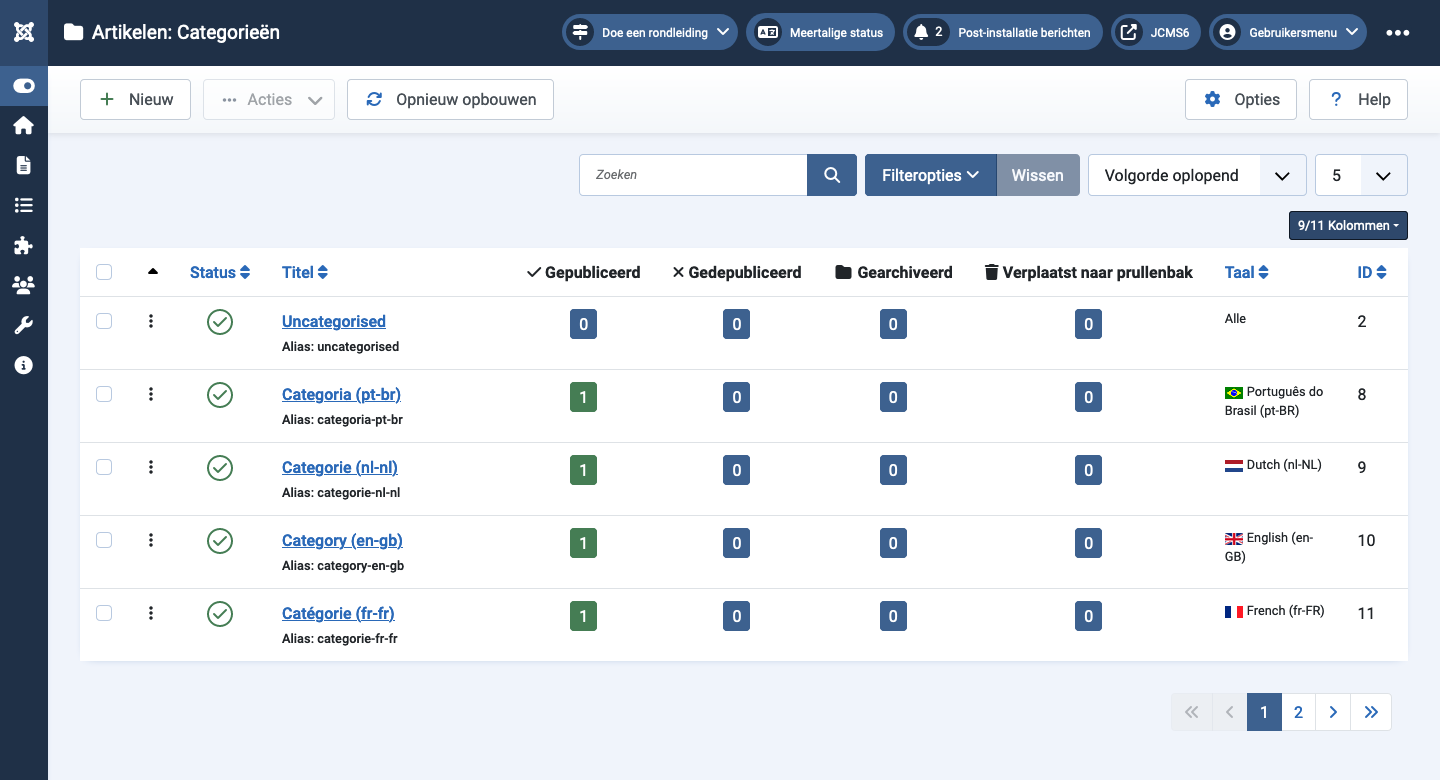 Artikelen: Categorieën
Doe een rondleiding
Meertalige status
2 Post-installatie berichten
JCMS6
Gebruikersmenu
Nieuw
Acties
Opnieuw opbouwen
Opties
? Help
Zoeken
Filteropties
Wissen
Volgorde oplopend
5
9/11 Kolommen
Status Titel Gepubliceerd Gedepubliceerd Gearchiveerd Verplaatst naar prullenbak Taal ID
Uncategorised 0 0 0 0 Alle 2
Alias: uncategorised
Categoria (pt-br) 1 0 0 0 Português do 8
Alias: categoria-pt-br Brasil (pt-BR)
Categorie (nl-nl) 1 0 0 0 Dutch (nl-NL) 9
Alias: categorie-nl-nl
Category (en-gb) 1 0 0 0 English (en- 10
Alias: category-en-gb GB)
Catégorie (fr-fr) 1 0 0 0 French (fr-FR) 11
Alias: categorie-fr-fr
1 2